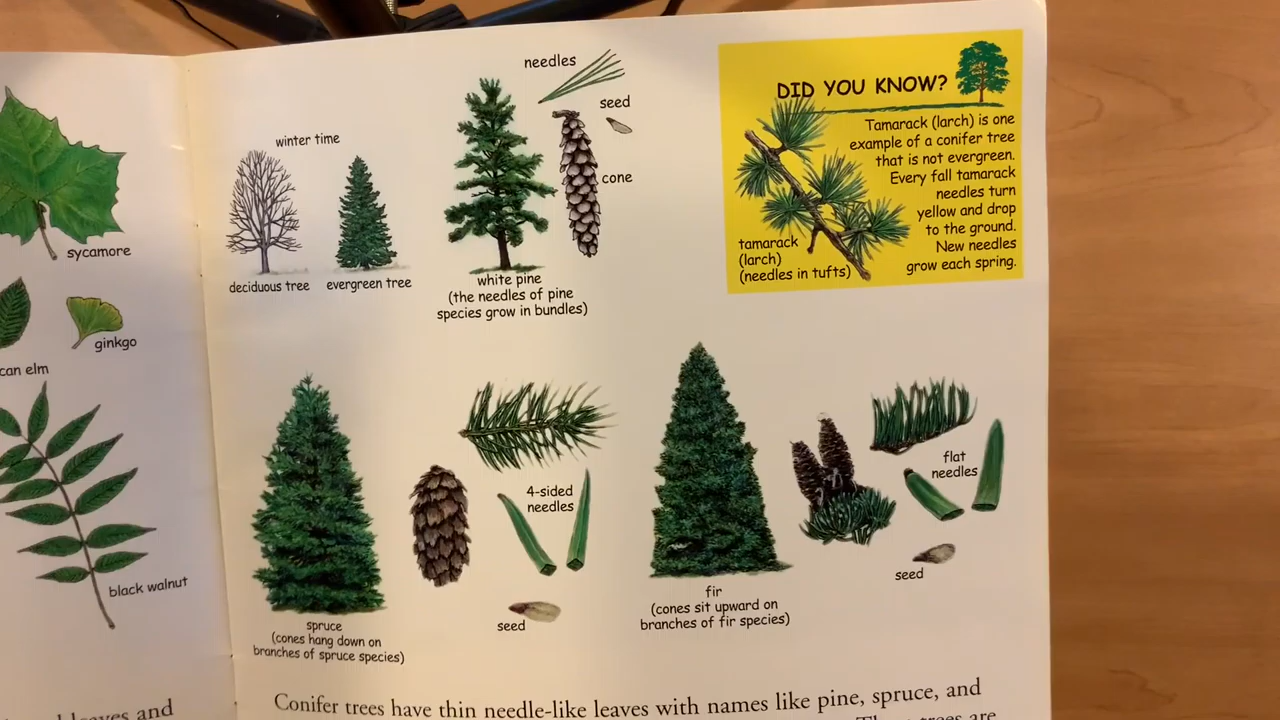 sycamore
ginkgo
can elm
black walnut
winter time
deciduous tree
evergreen tree
needles
seed
cone
white pine
(the needles of pine
species grow in bundles)
DID YOU KNOW?
Tamarack (larch) is one
example of a conifer tree
that is not evergreen.
Every fall tamarack
needles turn
yellow and drop
to the ground.
New needles
grow each spring.
tamarack
(larch)
(needles in tufts)
4-sided
needles
seed
spruce
(cones hang down on
branches of spruce species)
flat
needles
seed
fir
(cones sit upward on
branches of fir species)
leaves and
Conifer trees have thin needle-like leaves with names like pine, spruce, and
trees are